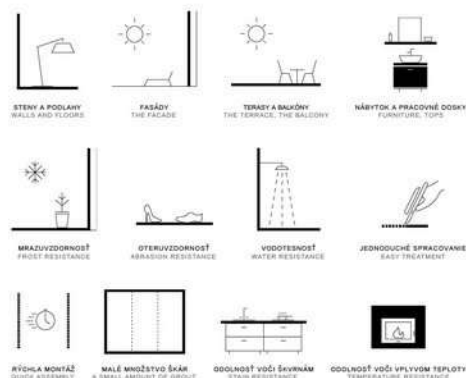 STENY A PODLAHY
WALLS AND FLOORS
FASÁDY
THE FACADE
TERASY A BALKÓNY
THE TERRACE, THE BALCONY
NÁBYTOK A PRACOVNÉ DOSKY
FURNITURE, TOPS
MRAZUVZDORNOSŤ
FROST RESISTANCE
OTERUVZDORNOSŤ
ABRASION RESISTANCE
VODOTESNOSŤ
WATER RESISTANCE
JEDNODUCHÉ SPRACOVANIE
EASY TREATMENT
RÝCHLA MONTÁŽ
QUICK ASSEMBLY
MALÉ MNOŽSTVO ŠKÁR
A SMALL AMOUNT OF GROUT
ODOLNOSŤ VOČI ŠKVRNÁM
STAIN RESISTANCE
ODOLNOSŤ VOČI VPLYVOM TEPLOTY
TEMPERATURE RESISTANCE